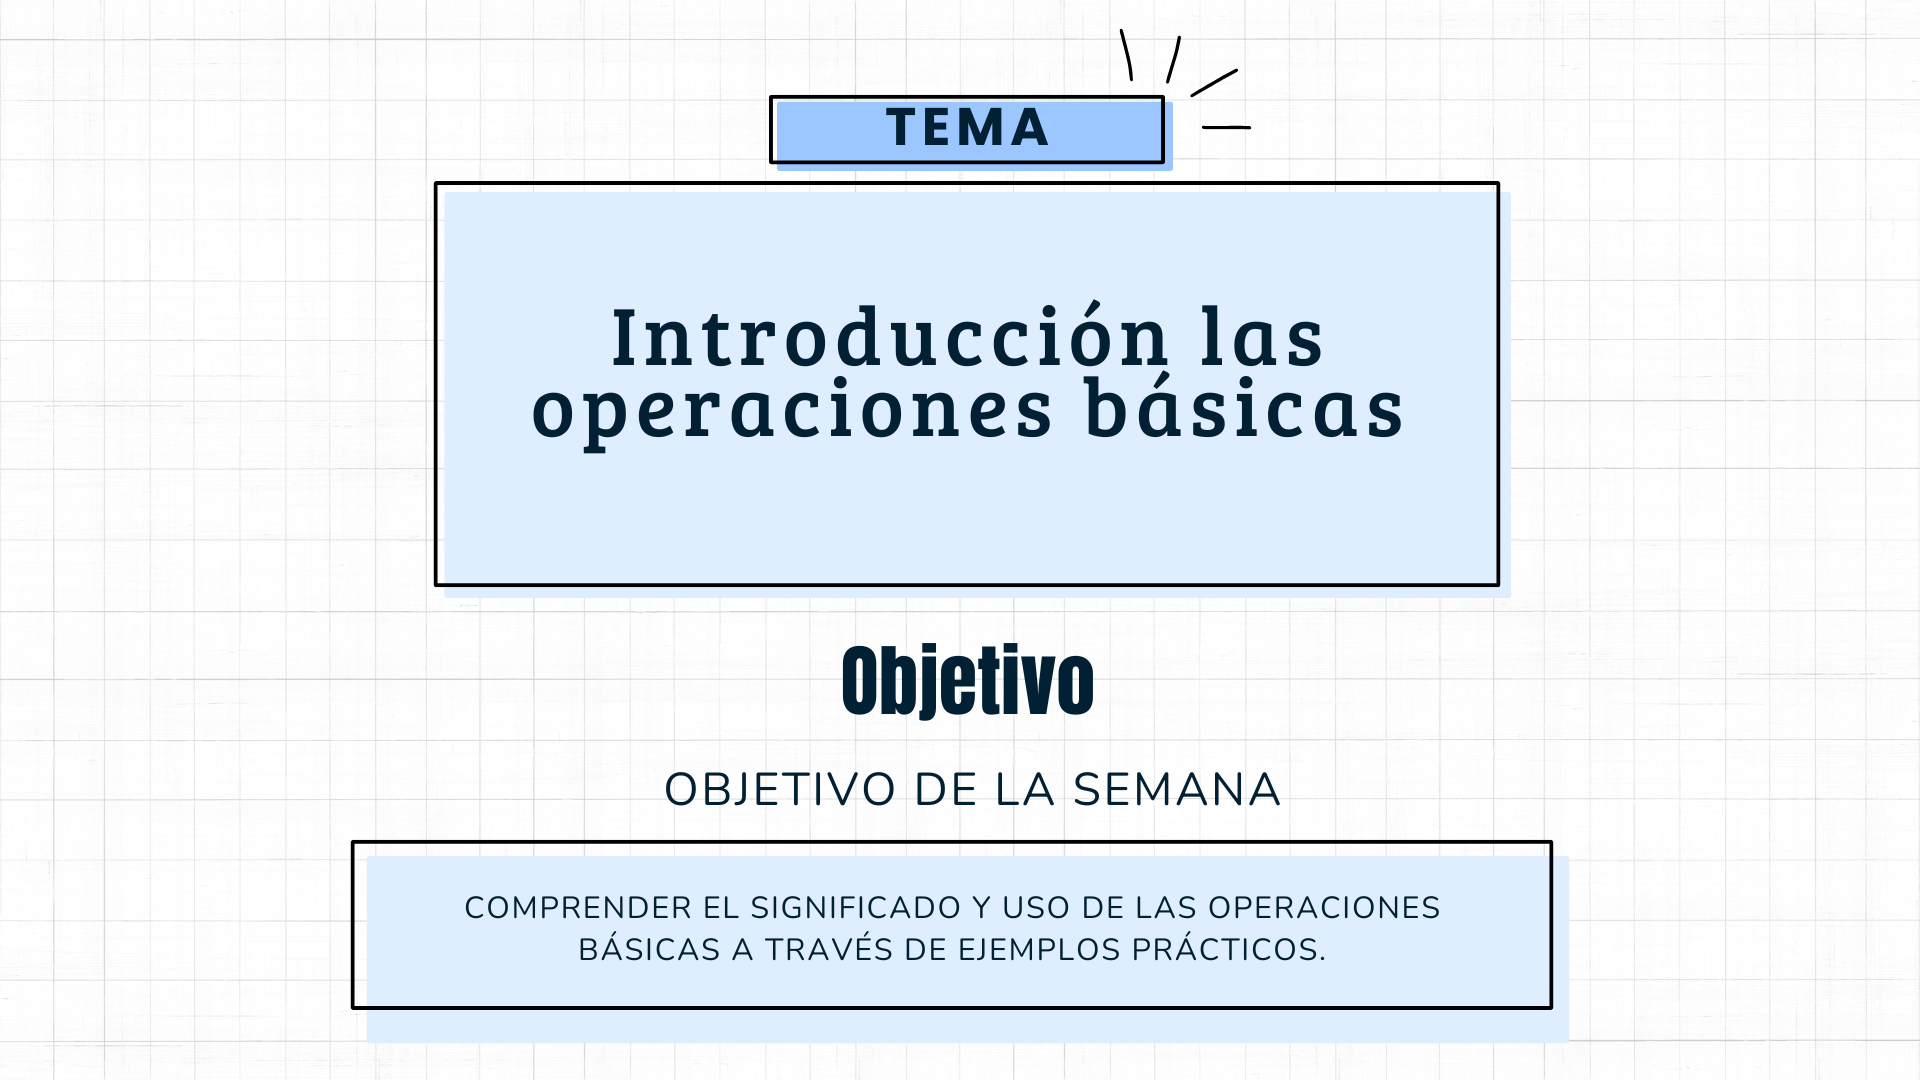 TEMA
Introducción las
operaciones básicas
Objetivo
OBJETIVO DE LA SEMANA
COMPRENDER EL SIGNIFICADO Y USO DE LAS OPERACIONES
BÁSICAS A TRAVÉS DE EJEMPLOS PRÁCTICOS.